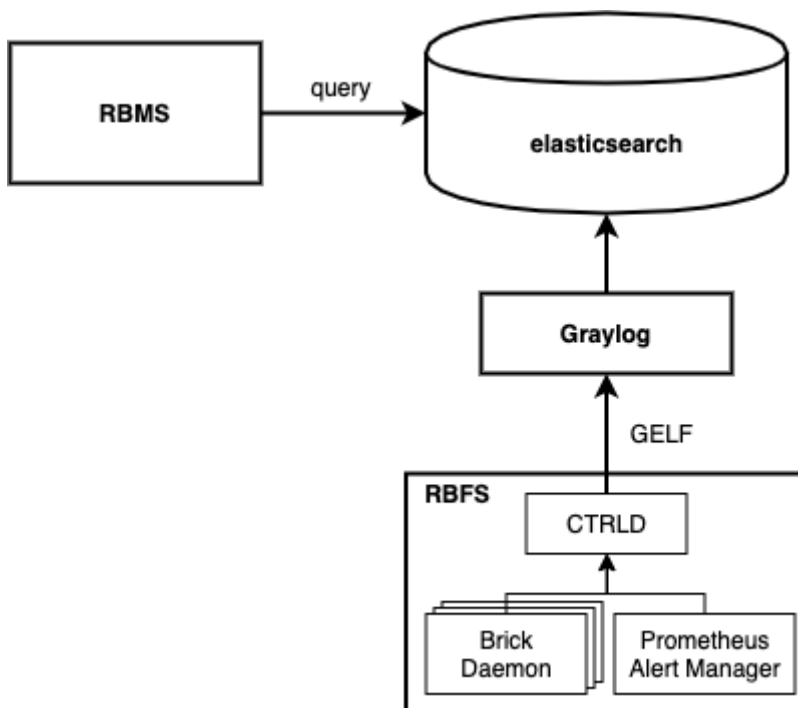 query
RBMS
elasticsearch
Graylog
GELF
RBFS
CTRLD
Brick
Daemon
Prometheus
Alert Manager